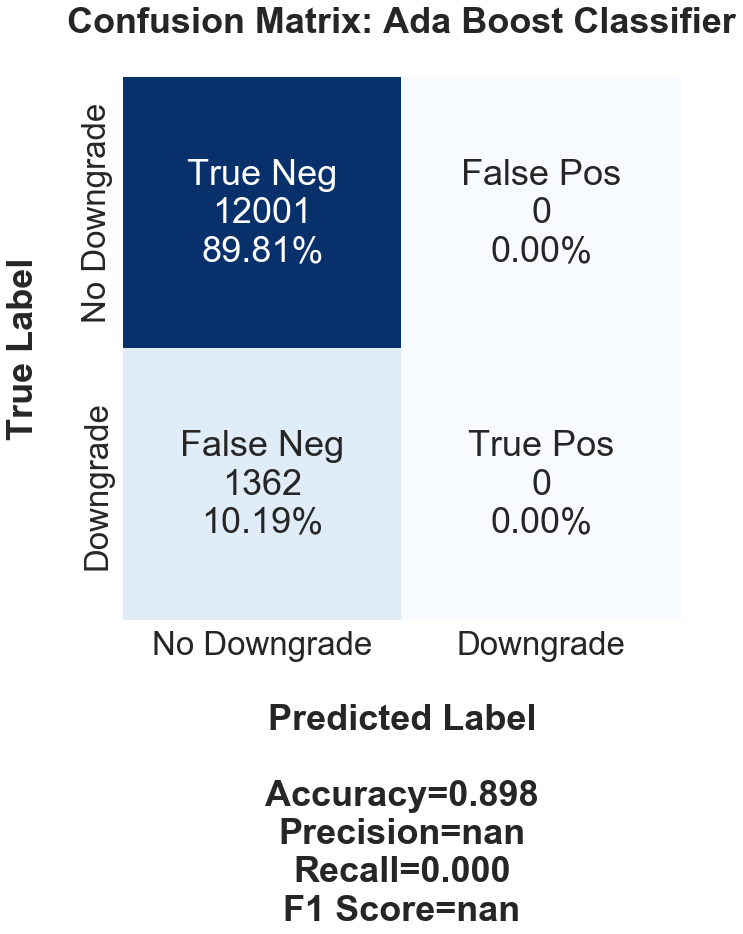 Confusion Matrix: Ada Boost Classifier
True Label
No Downgrade
True Neg
12001
89.81%
False Pos
0
0.00%
Downgrade
False Neg
1362
10.19%
True Pos
0
0.00%
No Downgrade
Downgrade
Predicted Label
Accuracy=0.898
Precision=nan
Recall=0.000
F1 Score=nan